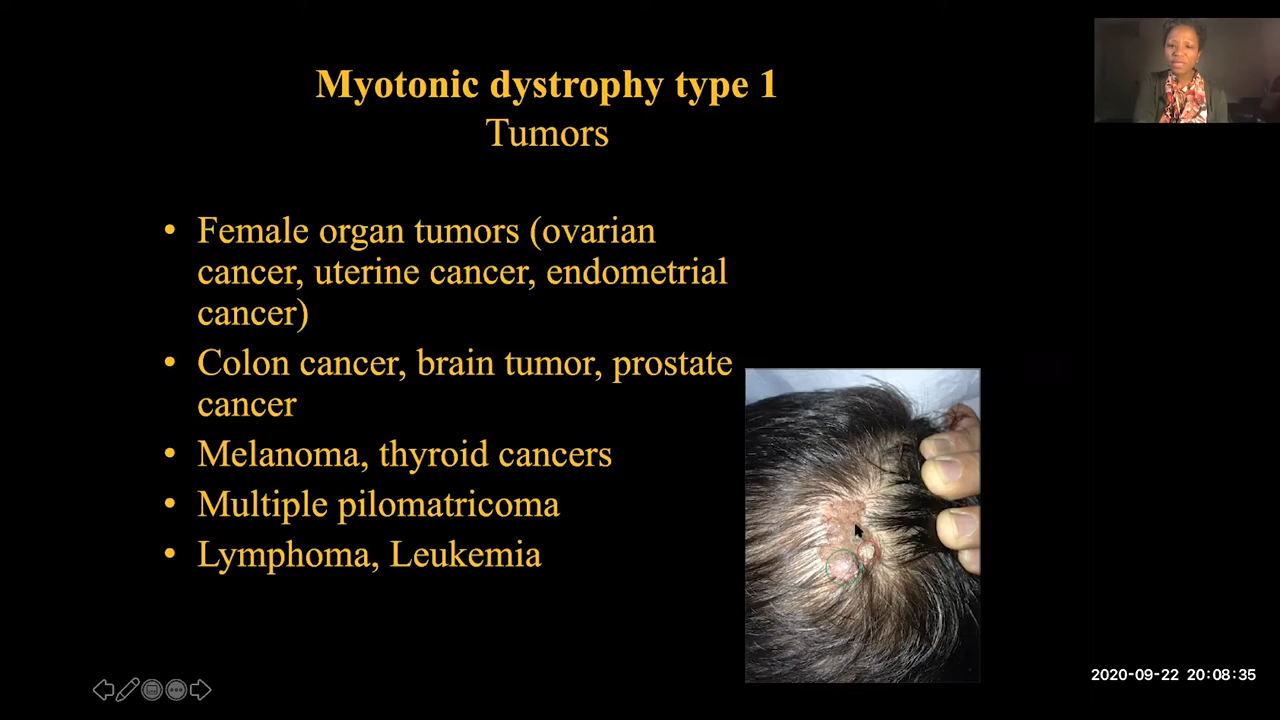 Myotonic dystrophy type 1
Tumors
• Female organ tumors (ovarian
cancer, uterine cancer, endometrial
cancer)
• Colon cancer, brain tumor, prostate
cancer
• Melanoma, thyroid cancers
• Multiple pilomatricoma
• Lymphoma, Leukemia
2020-09-22 20:08:35